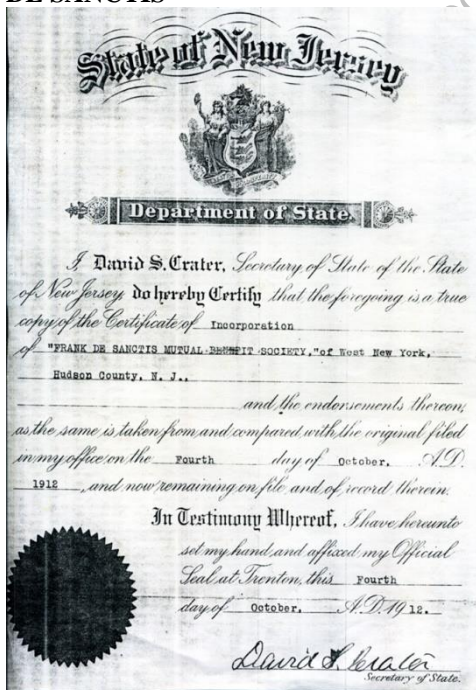 DE SANCTIS
State of New Jersey
Department of State.
I, David S. Crater, Secretary of State of the State
of New Jersey, do hereby Certify that the foregoing is a true
copy of the Certificate of Incorporation
of "FRANK DE SANCTIS MUTUAL BENEFIT SOCIETY," of West New York,
Hudson County, N. J.,
and the endorsements thereon,
as the same is taken from and compared with the original filed
in my office on the Fourth day of October, A.D.
1912 , and now remaining on file and of record therein.
In Testimony Whereof, I have hereunto
set my hand and affixed my Official
Seal at Trenton, this Fourth
day of October, A.D. 1912.
David S. Crater
Secretary of State.